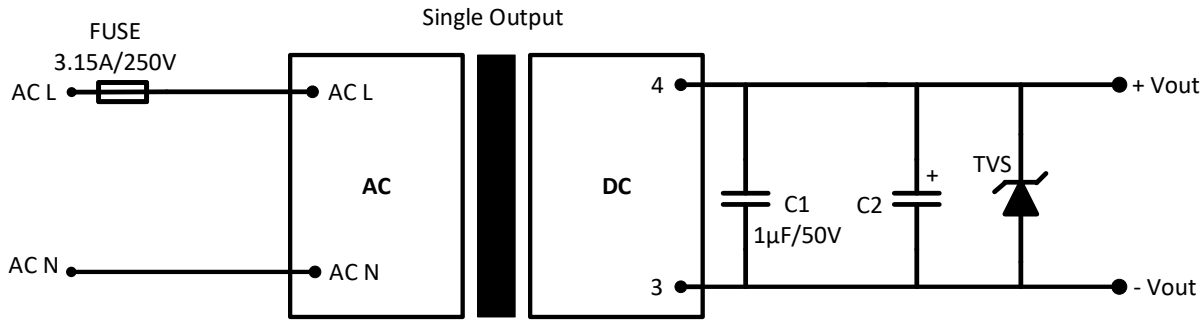 Single Output
FUSE
3.15A/250V
AC L
AC L
4
+ Vout
AC
DC
TVS
+
C1
C2
1µF/50V
AC N
AC N
3
- Vout